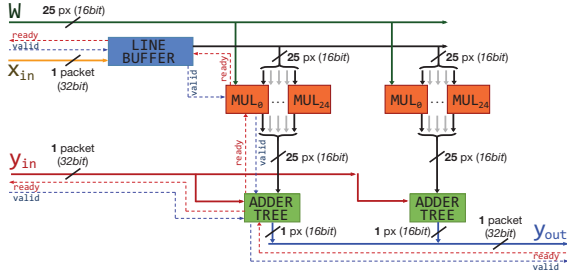 W
25 px (16bit)
ready
valid
LINE
BUFFER
x_in
1 packet
(32bit)
valid
ready
25 px (16bit)
25 px (16bit)
MUL_0 ... MUL_24
MUL_0 ... MUL_24
ready
valid
1 packet
(32bit)
y_in
25 px (16bit)
25 px (16bit)
ready
valid
ADDER
TREE
ADDER
TREE
1 px (16bit)
1 px (16bit)
1 packet
(32bit)
y_out
ready
valid